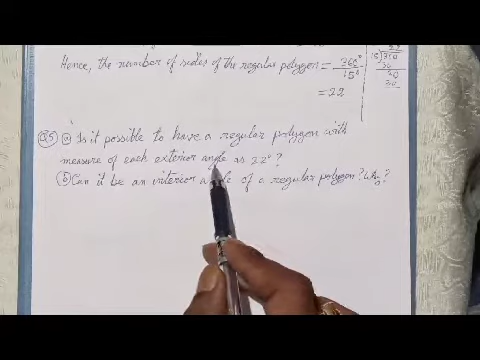 Hence, the number of sides of the regular polygon = 360° / 15°
= 22
Q5 (a) Is it possible to have a regular polygon with
measure of each exterior angle as 22°?
(b) Can it be an interior angle of a regular polygon? Why?